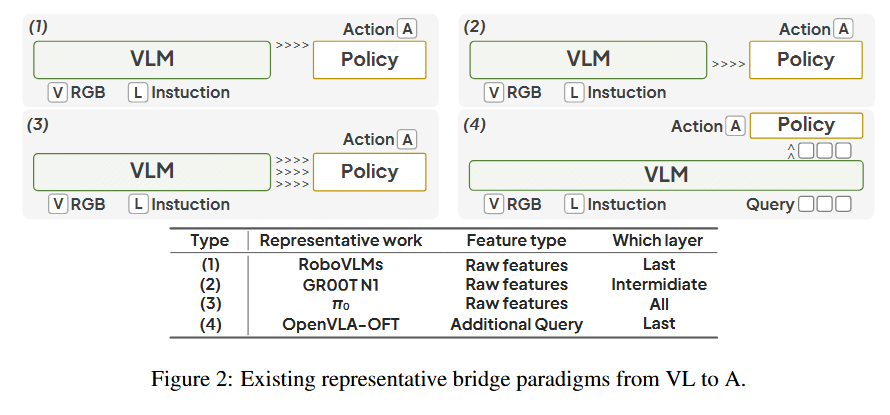 (1)
Action A
VLM
>>>>
Policy
V RGB L Instuction
(2)
Action A
VLM
>>>>
Policy
V RGB L Instuction
(3)
Action A
VLM
>>>>
>>>>
>>>>
Policy
V RGB L Instuction
(4)
Action A Policy
VLM
V RGB L Instuction Query
Type Representative work Feature type Which layer
(1) RoboVLMs Raw features Last
(2) GR00T N1 Raw features Intermidiate
(3) π₀ Raw features All
(4) OpenVLA-OFT Additional Query Last
Figure 2: Existing representative bridge paradigms from VL to A.